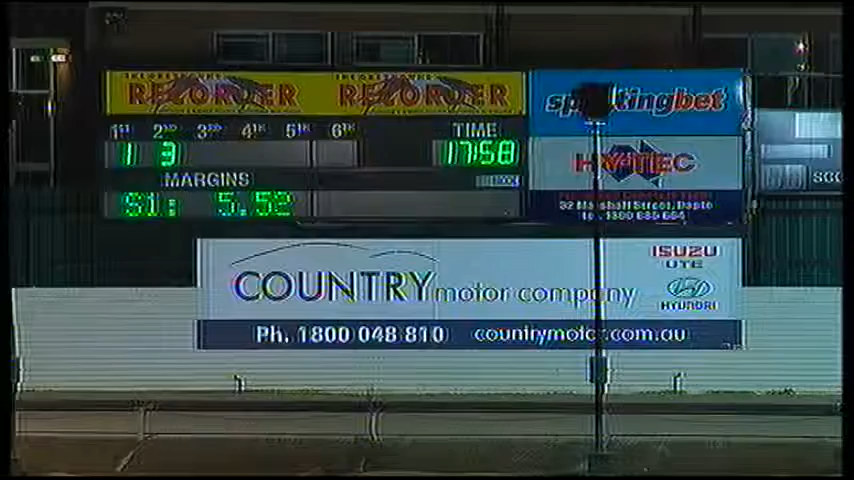 RECORDER RECORDER
sportingbet
1ST 2ND 3RD 4TH 5TH 6TH TIME
1 3 17:58
HY-TEC
MARGINS
S1: 5.52
32 Marshall Street, Dapto
COUNTRY motor company
ISUZU
UTE
HYUNDAI
Ph. 1800 048 810 countrymotor.com.au